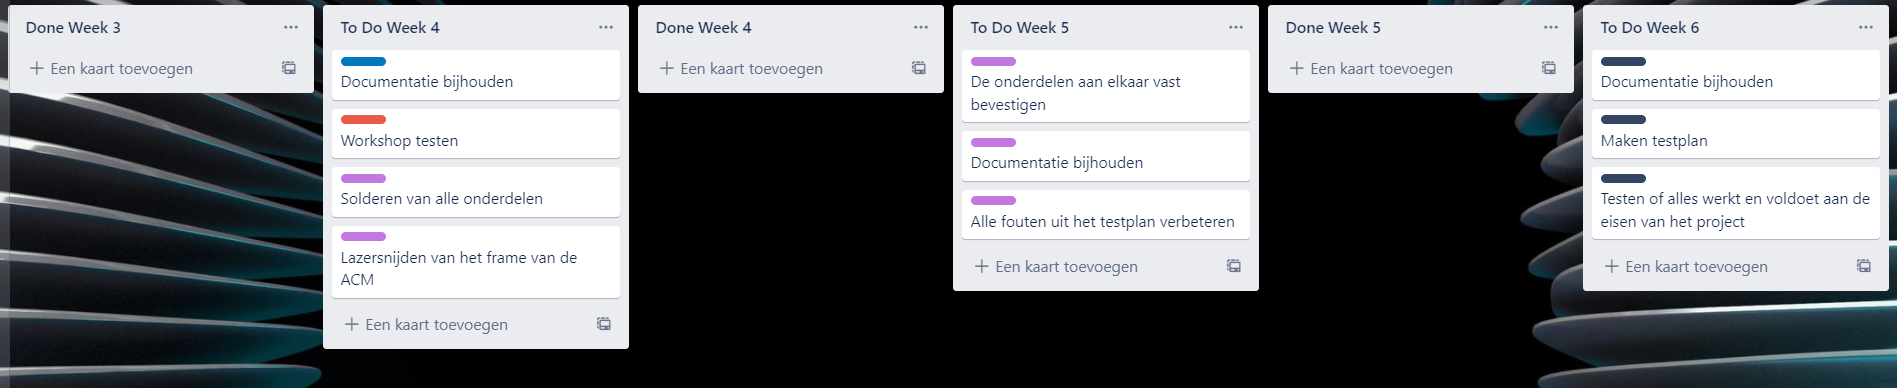 Done Week 3
Een kaart toevoegen
To Do Week 4
Documentatie bijhouden
Workshop testen
Solderen van alle onderdelen
Lazersnijden van het frame van de
ACM
Een kaart toevoegen
Done Week 4
Een kaart toevoegen
To Do Week 5
De onderdelen aan elkaar vast
bevestigen
Documentatie bijhouden
Alle fouten uit het testplan verbeteren
Een kaart toevoegen
Done Week 5
Een kaart toevoegen
To Do Week 6
Documentatie bijhouden
Maken testplan
Testen of alles werkt en voldoet aan de
eisen van het project
Een kaart toevoegen